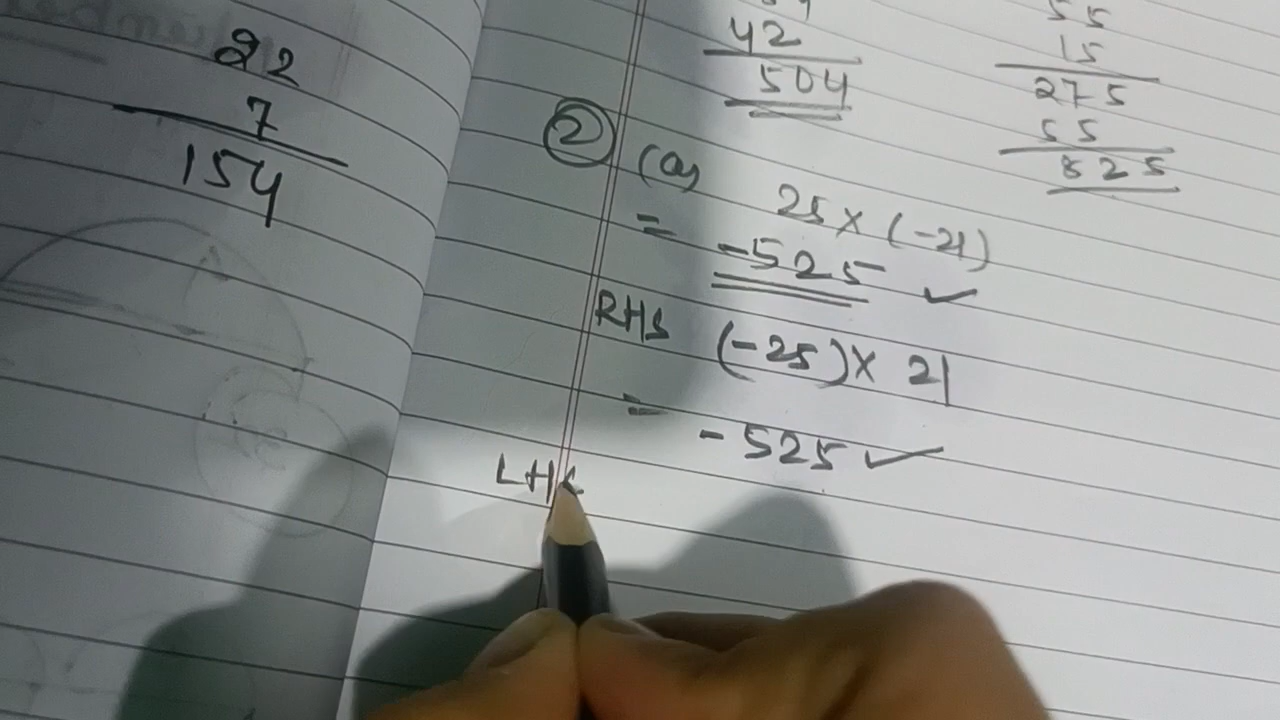 22
7
154
42
504
55
15
275
55
825
2 (a) 25 × (-21)
= -525 ✓
RHS (-25) × 21
= -525 ✓
LHS